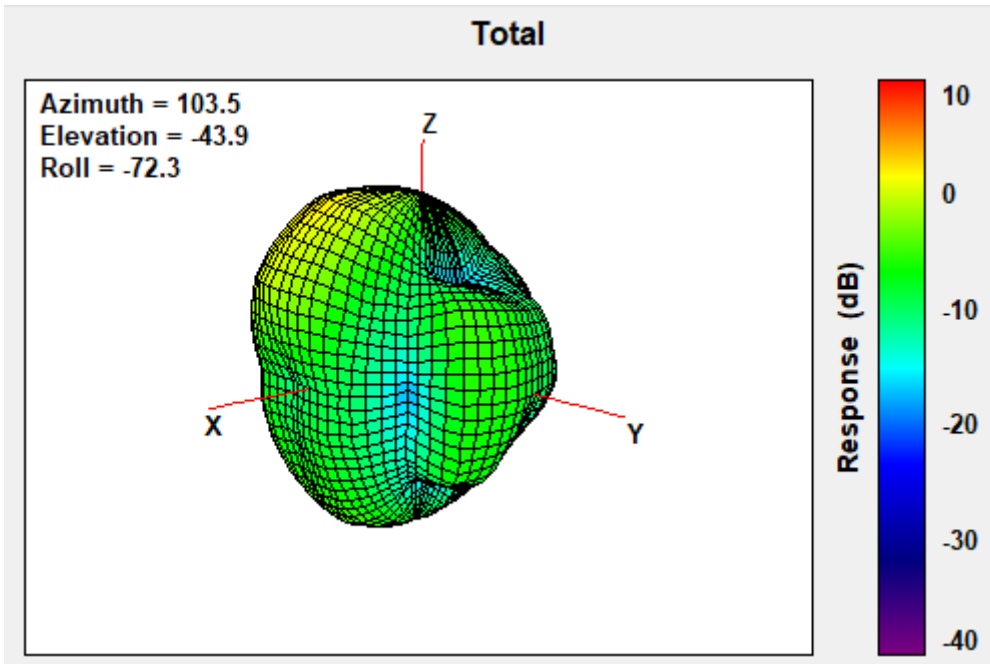 Total
Azimuth = 103.5
Elevation = -43.9
Roll = -72.3
Z
X
Y
Response (dB)
10
0
-10
-20
-30
-40